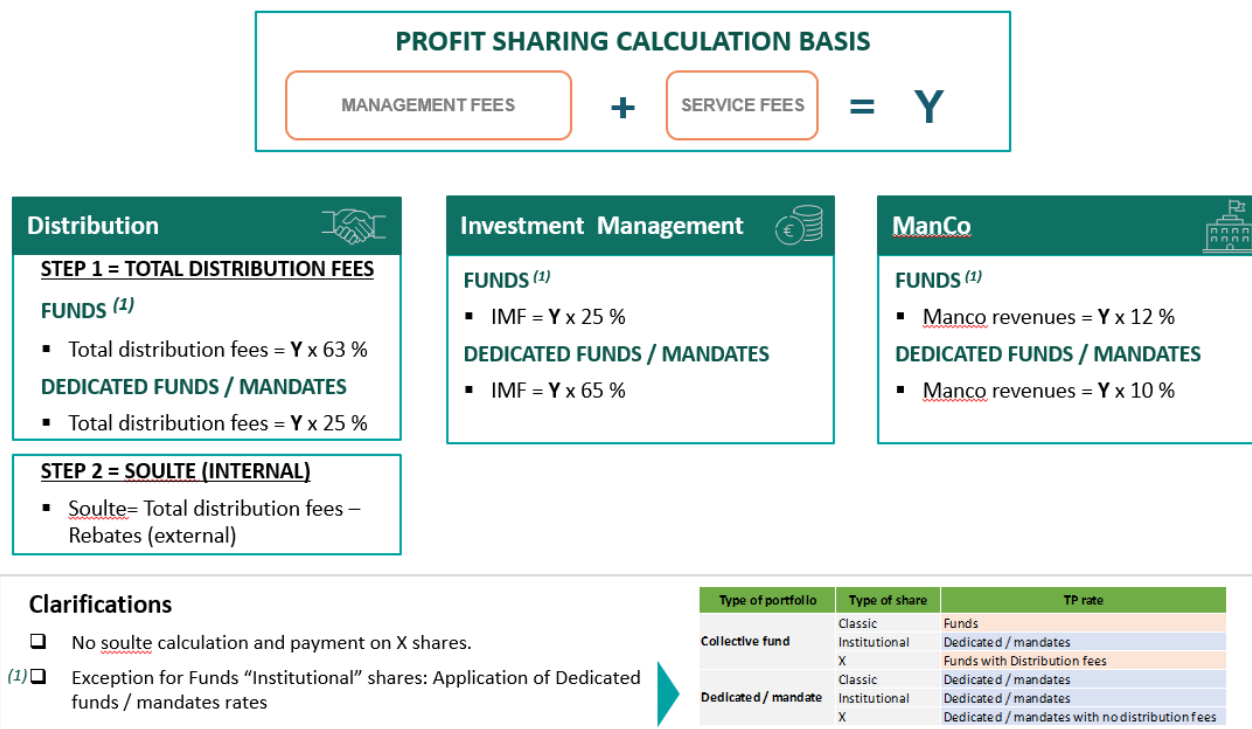 PROFIT SHARING CALCULATION BASIS
MANAGEMENT FEES + SERVICE FEES = Y
Distribution
STEP 1 = TOTAL DISTRIBUTION FEES
FUNDS (1)
▪ Total distribution fees = Y x 63 %
DEDICATED FUNDS / MANDATES
▪ Total distribution fees = Y x 25 %
STEP 2 = SOULTE (INTERNAL)
▪ Soulte= Total distribution fees –
Rebates (external)
Investment Management
€
FUNDS (1)
▪ IMF = Y x 25 %
DEDICATED FUNDS / MANDATES
▪ IMF = Y x 65 %
ManCo
FUNDS (1)
▪ Manco revenues = Y x 12 %
DEDICATED FUNDS / MANDATES
▪ Manco revenues = Y x 10 %
Clarifications
❑ No soulte calculation and payment on X shares.
(1) ❑ Exception for Funds “Institutional” shares: Application of Dedicated
funds / mandates rates
Type of portfolio Type of share TP rate
Collective fund
Classic Funds
Institutional Dedicated / mandates
X Funds with Distribution fees
Dedicated / mandate
Classic Dedicated / mandates
Institutional Dedicated / mandates
X Dedicated / mandates with no distribution fees